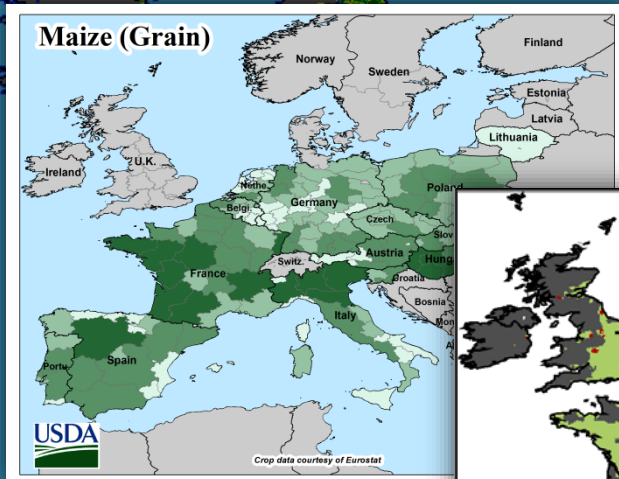 Maize (Grain)
Norway
Finland
Sweden
Estonia
Latvia
Lithuania
Ireland
U.K.
Nethe.
Belgi.
Germany
Poland
Czech
Slov
Austria
Hung
France
Switz.
Croatia
Bosnia
Mon
A
Italy
Portu
Spain
USDA
Crop data courtesy of Eurostat